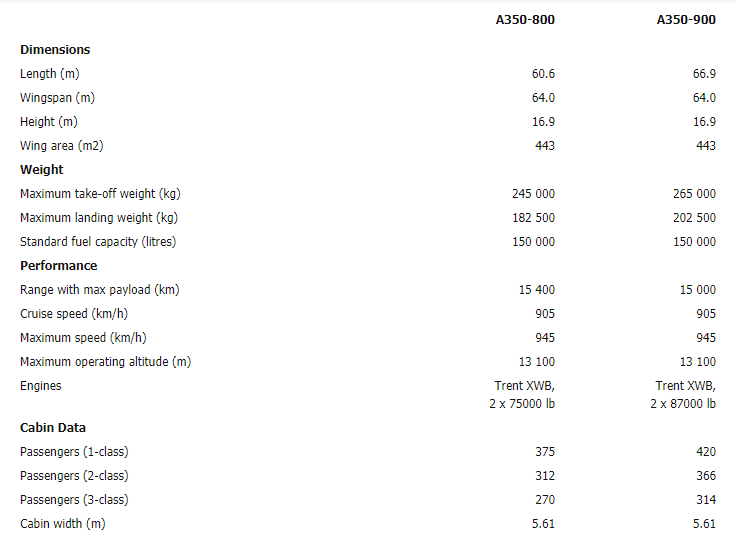 A350-800 A350-900
Dimensions
Length (m) 60.6 66.9
Wingspan (m) 64.0 64.0
Height (m) 16.9 16.9
Wing area (m2) 443 443
Weight
Maximum take-off weight (kg) 245 000 265 000
Maximum landing weight (kg) 182 500 202 500
Standard fuel capacity (litres) 150 000 150 000
Performance
Range with max payload (km) 15 400 15 000
Cruise speed (km/h) 905 905
Maximum speed (km/h) 945 945
Maximum operating altitude (m) 13 100 13 100
Engines Trent XWB, Trent XWB,
2 x 75000 lb 2 x 87000 lb
Cabin Data
Passengers (1-class) 375 420
Passengers (2-class) 312 366
Passengers (3-class) 270 314
Cabin width (m) 5.61 5.61